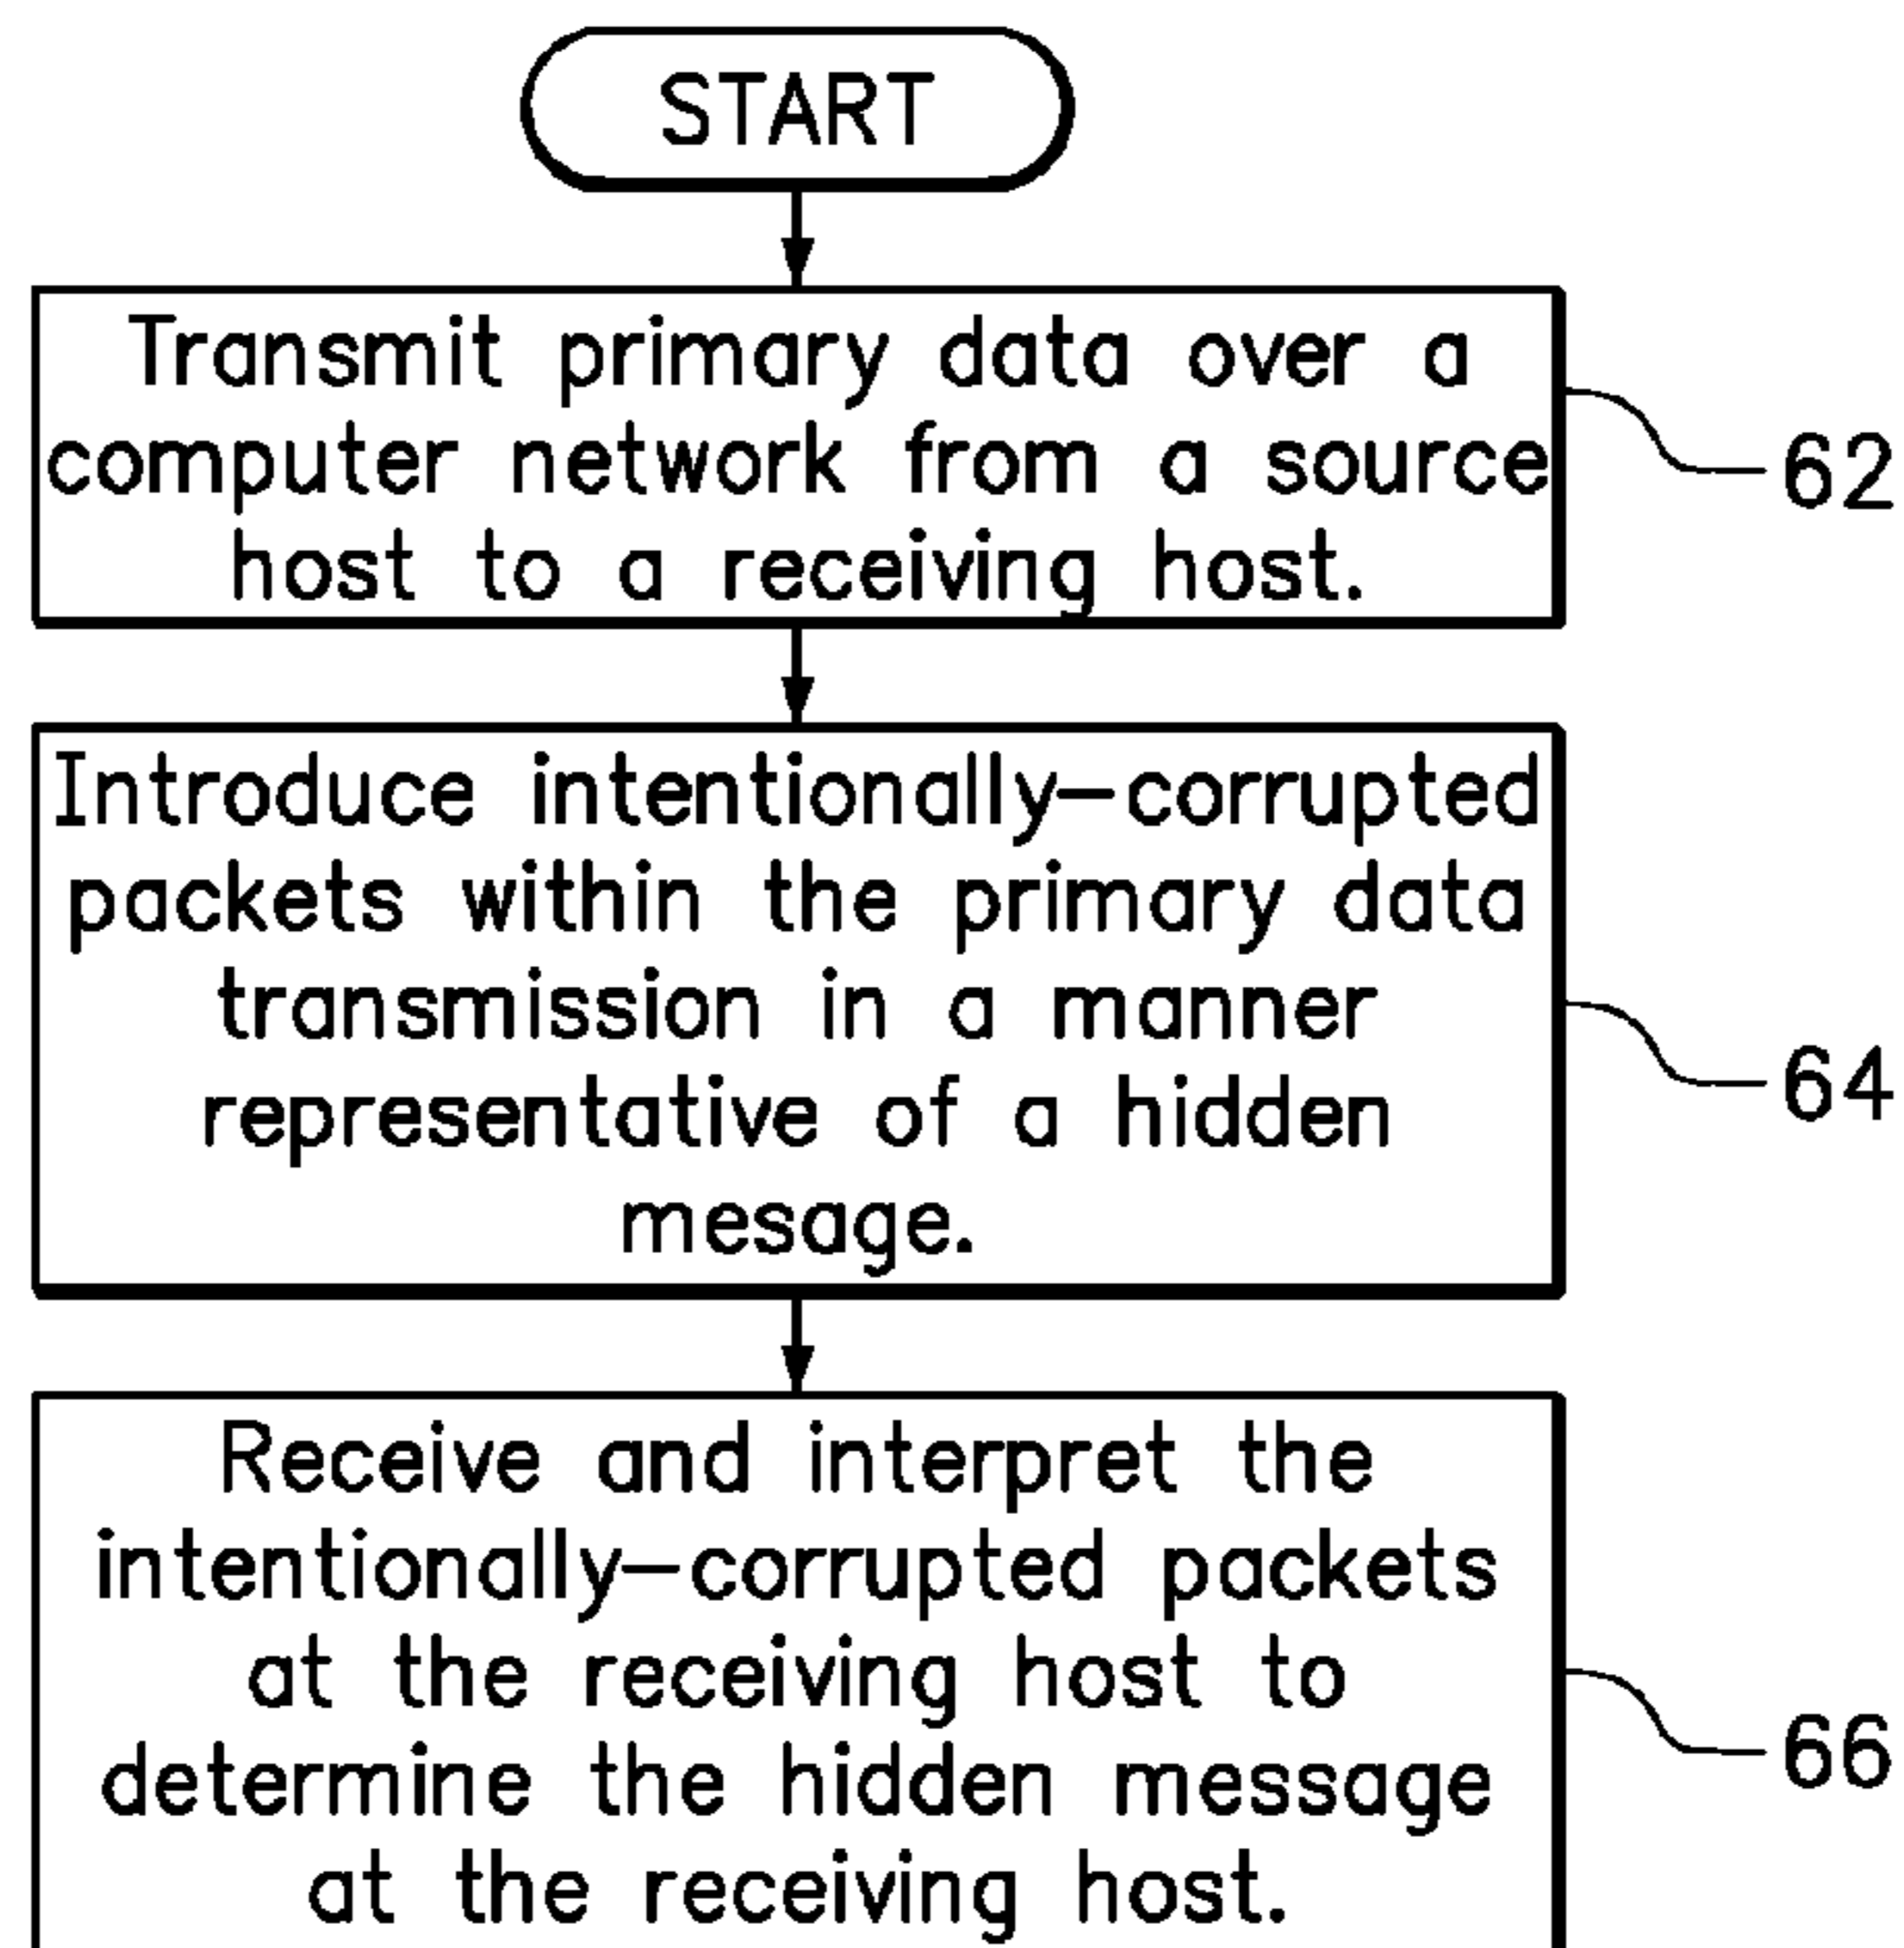 START
Transmit primary data over a
computer network from a source
host to a receiving host.
62
Introduce intentionally-corrupted
packets within the primary data
transmission in a manner
representative of a hidden
mesage.
64
Receive and interpret the
intentionally-corrupted packets
at the receiving host to
determine the hidden message
at the receiving host.
66